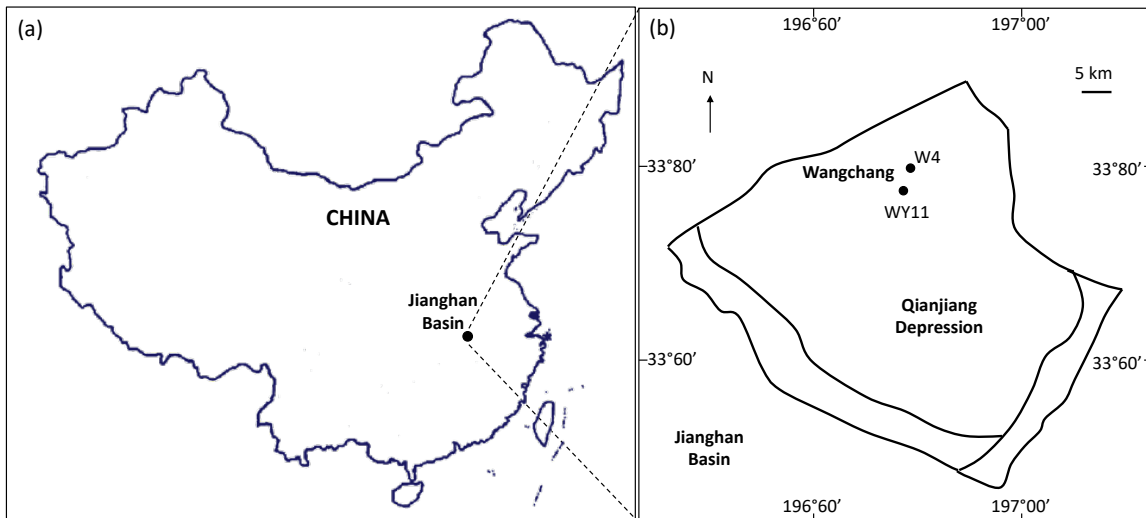 (a)
CHINA
Jianghan
Basin
(b)
196°60’
197°00’
N
5 km
33°80’
33°80’
W4
Wangchang
WY11
Qianjiang
Depression
33°60’
33°60’
Jianghan
Basin
196°60’
197°00’